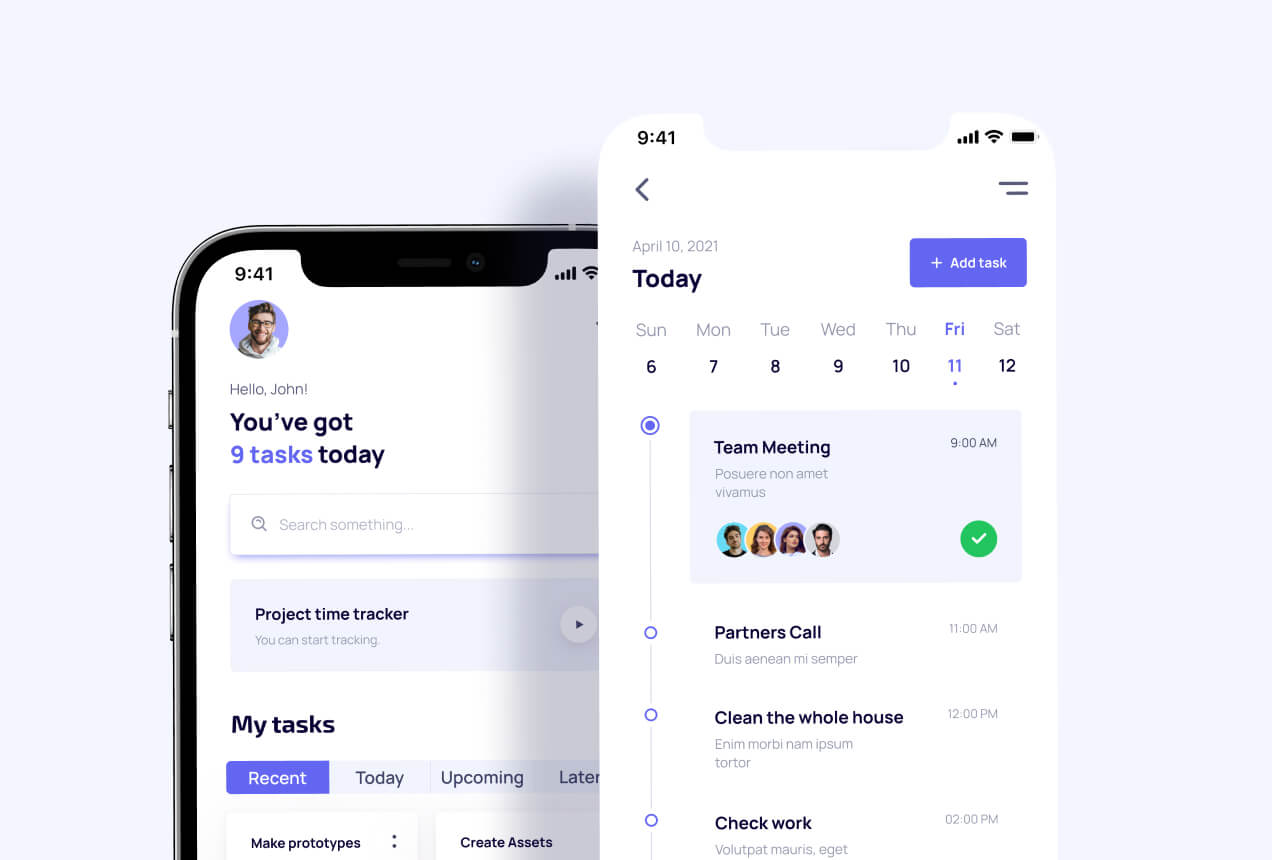 9:41
Hello, John!
You've got
9 tasks today
Search something...
Project time tracker
You can start tracking.
My tasks
Recent Today Upcoming Later
Make prototypes Create Assets
9:41
April 10, 2021
Today
+ Add task
Sun Mon Tue Wed Thu Fri Sat
6 7 8 9 10 11 12
Team Meeting 9:00 AM
Posuere non amet
vivamus
Partners Call 11:00 AM
Duis aenean mi semper
Clean the whole house 12:00 PM
Enim morbi nam ipsum
tortor
Check work 02:00 PM
Volutpat mauris, eget